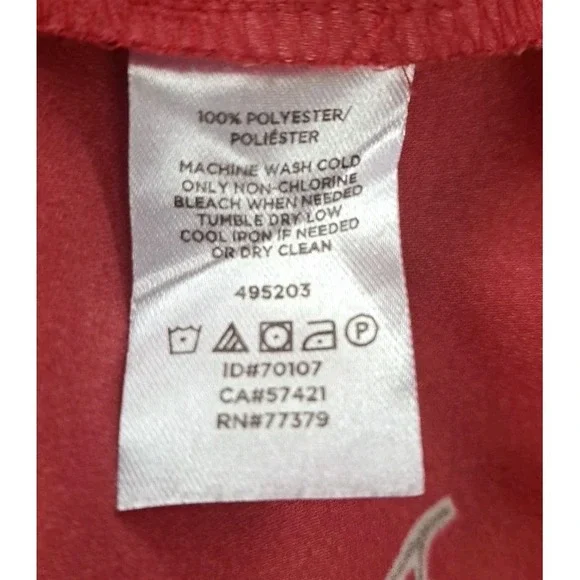 100% POLYESTER/
POLIÉSTER
MACHINE WASH COLD
ONLY NON-CHLORINE
BLEACH WHEN NEEDED
TUMBLE DRY LOW
COOL IRON IF NEEDED
OR DRY CLEAN
495203
P
ID#70107
CA#57421
RN#77379